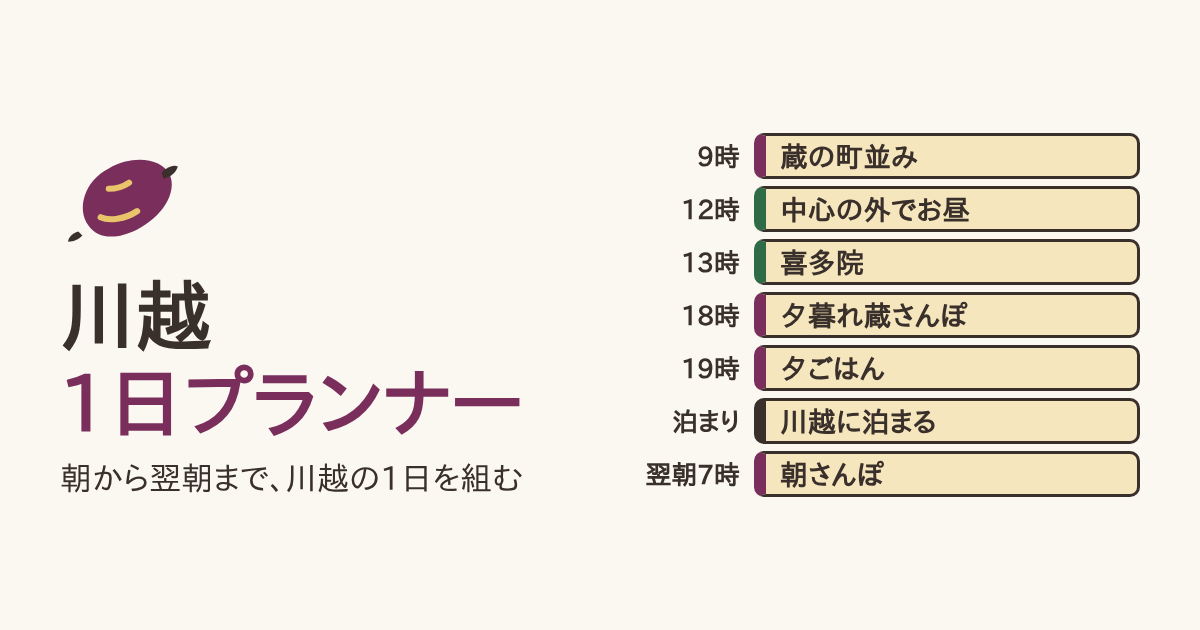 川越
1日プランナー
朝から翌朝まで、川越の1日を組む
9時 蔵の町並み
12時 中心の外でお昼
13時 喜多院
18時 夕暮れ蔵さんぽ
19時 夕ごはん
泊まり 川越に泊まる
翌朝7時 朝さんぽ